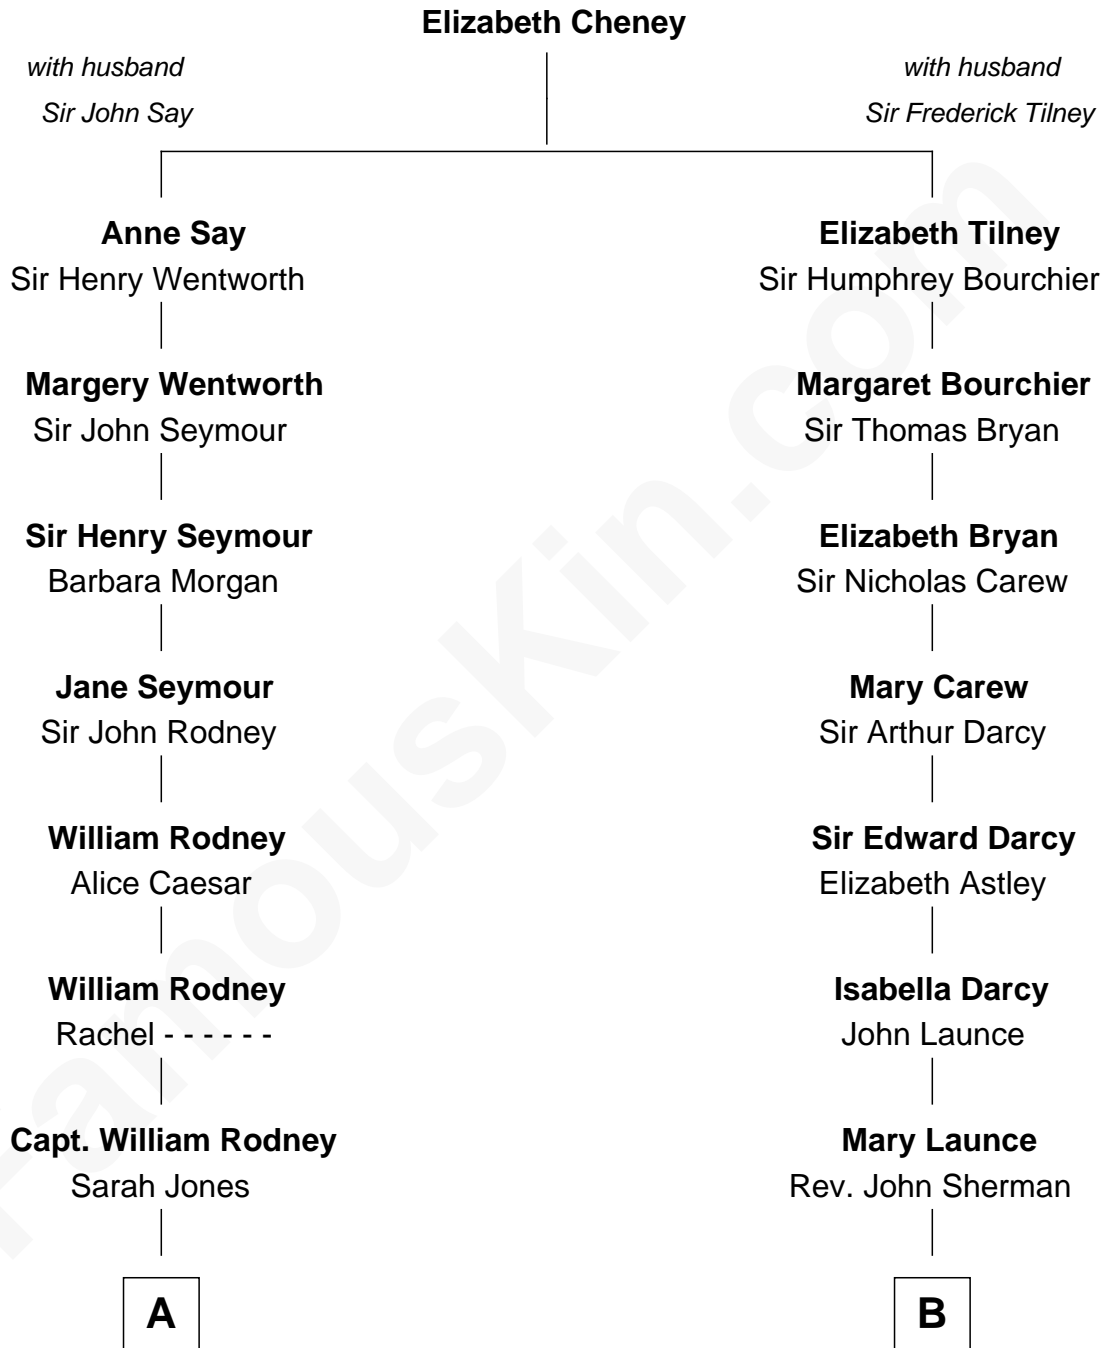 Elizabeth Cheney
with husband
Sir John Say
with husband
Sir Frederick Tilney
Anne Say
Sir Henry Wentworth
Elizabeth Tilney
Sir Humphrey Bourchier
Margery Wentworth
Sir John Seymour
Margaret Bourchier
Sir Thomas Bryan
Sir Henry Seymour
Barbara Morgan
Elizabeth Bryan
Sir Nicholas Carew
Jane Seymour
Sir John Rodney
Mary Carew
Sir Arthur Darcy
William Rodney
Alice Caesar
Sir Edward Darcy
Elizabeth Astley
William Rodney
Rachel - - - - - -
Isabella Darcy
John Launce
Capt. William Rodney
Sarah Jones
Mary Launce
Rev. John Sherman
A
B
FamousKin.com